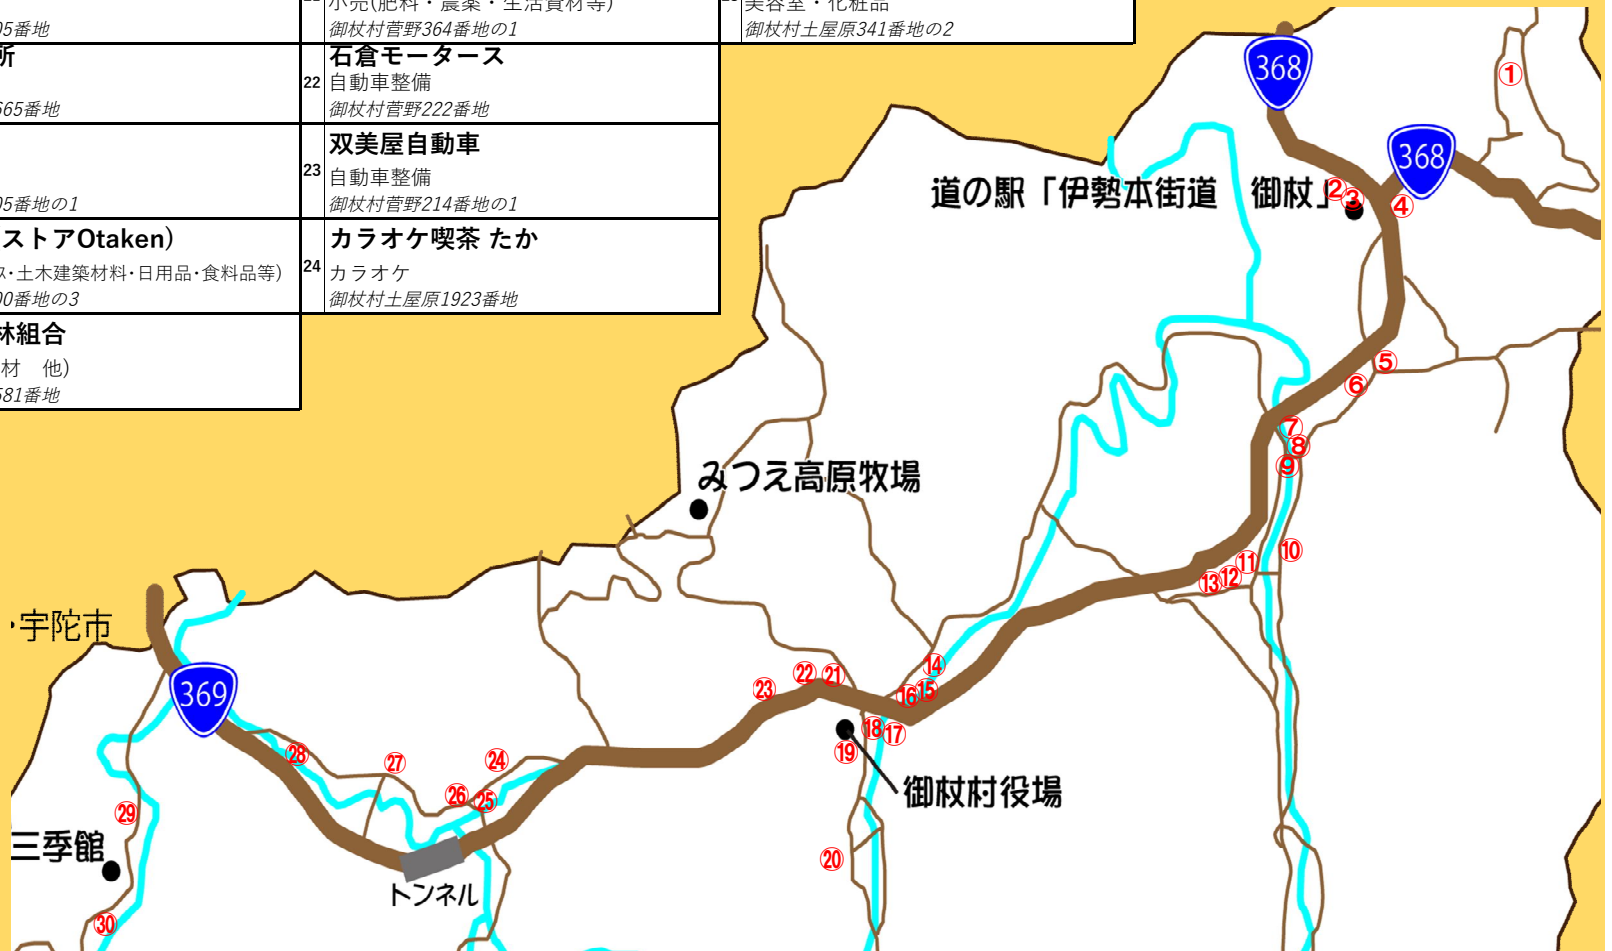 05番地
小売(肥料・農薬・生活資材等)
御杖村菅野364番地の1
美容室・化粧品
御杖村土屋原341番地の2
所
665番地
22
石倉モータース
自動車整備
御杖村菅野222番地
05番地の1
23
双美屋自動車
自動車整備
御杖村菅野214番地の1
ストアOtaken)
ス・土木建築材料・日用品・食料品等)
00番地の3
24
カラオケ喫茶 たか
カラオケ
御杖村土屋原1923番地
林組合
材 他)
581番地
368
①
368
道の駅「伊勢本街道 御杖」
②
③
④
⑤
⑥
⑦
⑧
⑨
みつえ高原牧場
⑩
⑪
⑫
⑬
・宇陀市
369
⑭
⑮
⑯
㉑
㉒
㉓
⑰
⑱
⑲
御杖村役場
㉔
㉕
㉖
㉗
㉘
㉙
三季館
トンネル
⑳
㉚